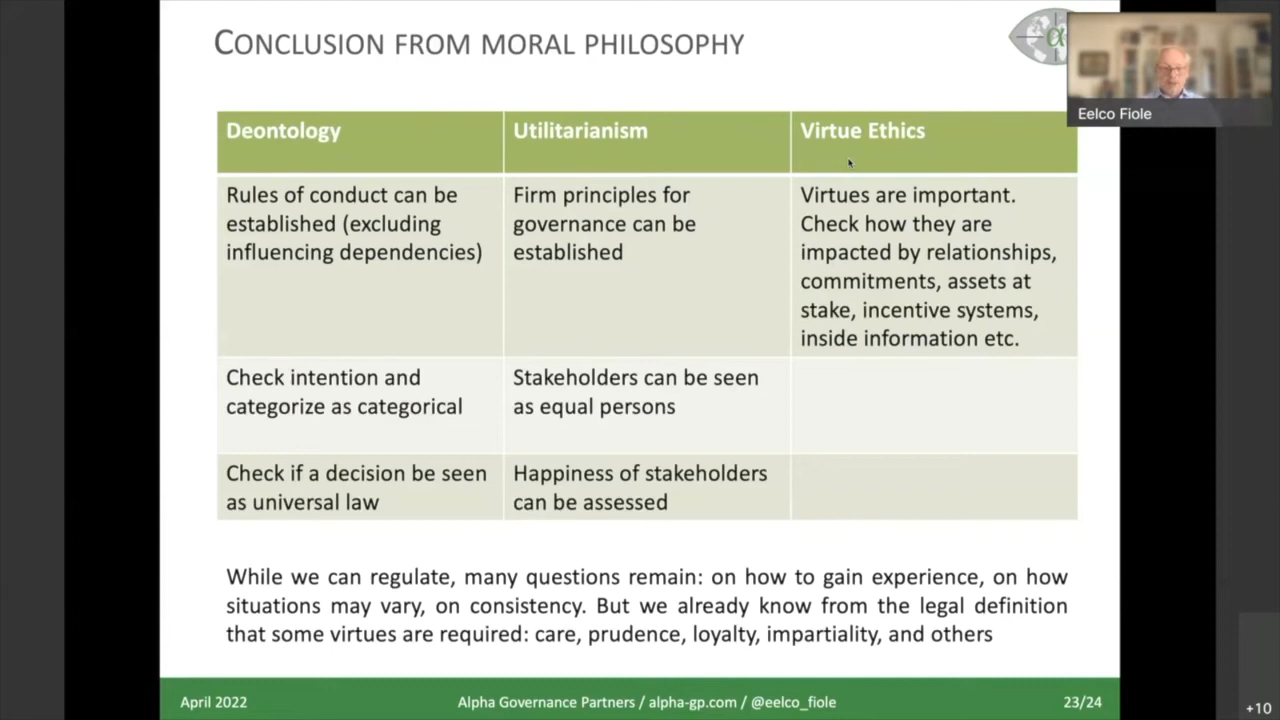 CONCLUSION FROM MORAL PHILOSOPHY
α
Eelco Fiole
Deontology
Utilitarianism
Virtue Ethics
Rules of conduct can be
established (excluding
influencing dependencies)
Firm principles for
governance can be
established
Virtues are important.
Check how they are
impacted by relationships,
commitments, assets at
stake, incentive systems,
inside information etc.
Check intention and
categorize as categorical
Stakeholders can be seen
as equal persons
Check if a decision be seen
as universal law
Happiness of stakeholders
can be assessed
While we can regulate, many questions remain: on how to gain experience, on how
situations may vary, on consistency. But we already know from the legal definition
that some virtues are required: care, prudence, loyalty, impartiality, and others
April 2022
Alpha Governance Partners / alpha-gp.com / @eelco_fiole
23/24
+10